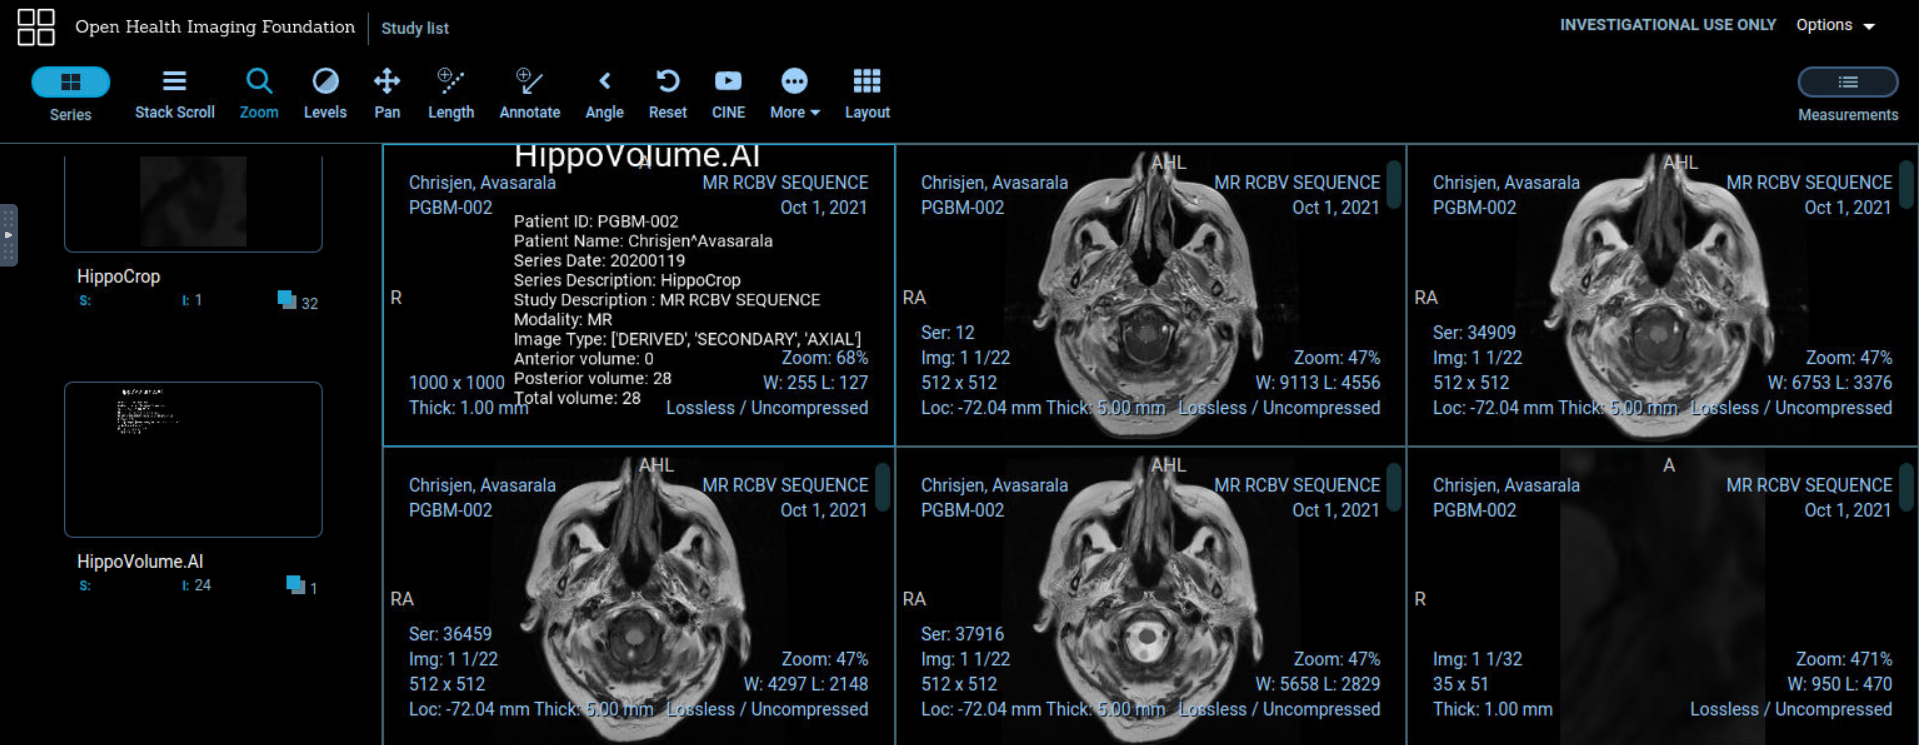 Open Health Imaging Foundation
Study list
INVESTIGATIONAL USE ONLY
Options
Series
Stack Scroll
Zoom
Levels
Pan
Length
Annotate
Angle
Reset
CINE
More
Layout
Measurements
HippoCrop
S:
I: 1
32
HippoVolume.AI
S:
I: 24
1
HippoVolume.AI
A
Chrisjen, Avasarala
PGBM-002
MR RCBV SEQUENCE
Oct 1, 2021
Patient ID: PGBM-002
Patient Name: Chrisjen^Avasarala
Series Date: 20200119
Series Description: HippoCrop
Study Description : MR RCBV SEQUENCE
Modality: MR
Image Type: ['DERIVED', 'SECONDARY', 'AXIAL']
Anterior volume: 0
Posterior volume: 28
Total volume: 28
R
1000 x 1000
Thick: 1.00 mm
Zoom: 68%
W: 255 L: 127
Lossless / Uncompressed
AHL
Chrisjen, Avasarala
PGBM-002
MR RCBV SEQUENCE
Oct 1, 2021
RA
Ser: 12
Img: 1 1/22
512 x 512
Loc: -72.04 mm Thick: 5.00 mm
Zoom: 47%
W: 9113 L: 4556
Lossless / Uncompressed
AHL
Chrisjen, Avasarala
PGBM-002
MR RCBV SEQUENCE
Oct 1, 2021
RA
Ser: 34909
Img: 1 1/22
512 x 512
Loc: -72.04 mm Thick: 5.00 mm
Zoom: 47%
W: 6753 L: 3376
Lossless / Uncompressed
AHL
Chrisjen, Avasarala
PGBM-002
MR RCBV SEQUENCE
Oct 1, 2021
RA
Ser: 36459
Img: 1 1/22
512 x 512
Loc: -72.04 mm Thick: 5.00 mm
Zoom: 47%
W: 4297 L: 2148
Lossless / Uncompressed
AHL
Chrisjen, Avasarala
PGBM-002
MR RCBV SEQUENCE
Oct 1, 2021
RA
Ser: 37916
Img: 1 1/22
512 x 512
Loc: -72.04 mm Thick: 5.00 mm
Zoom: 47%
W: 5658 L: 2829
Lossless / Uncompressed
A
Chrisjen, Avasarala
PGBM-002
MR RCBV SEQUENCE
Oct 1, 2021
R
Img: 1 1/32
35 x 51
Thick: 1.00 mm
Zoom: 471%
W: 950 L: 470
Lossless / Uncompressed